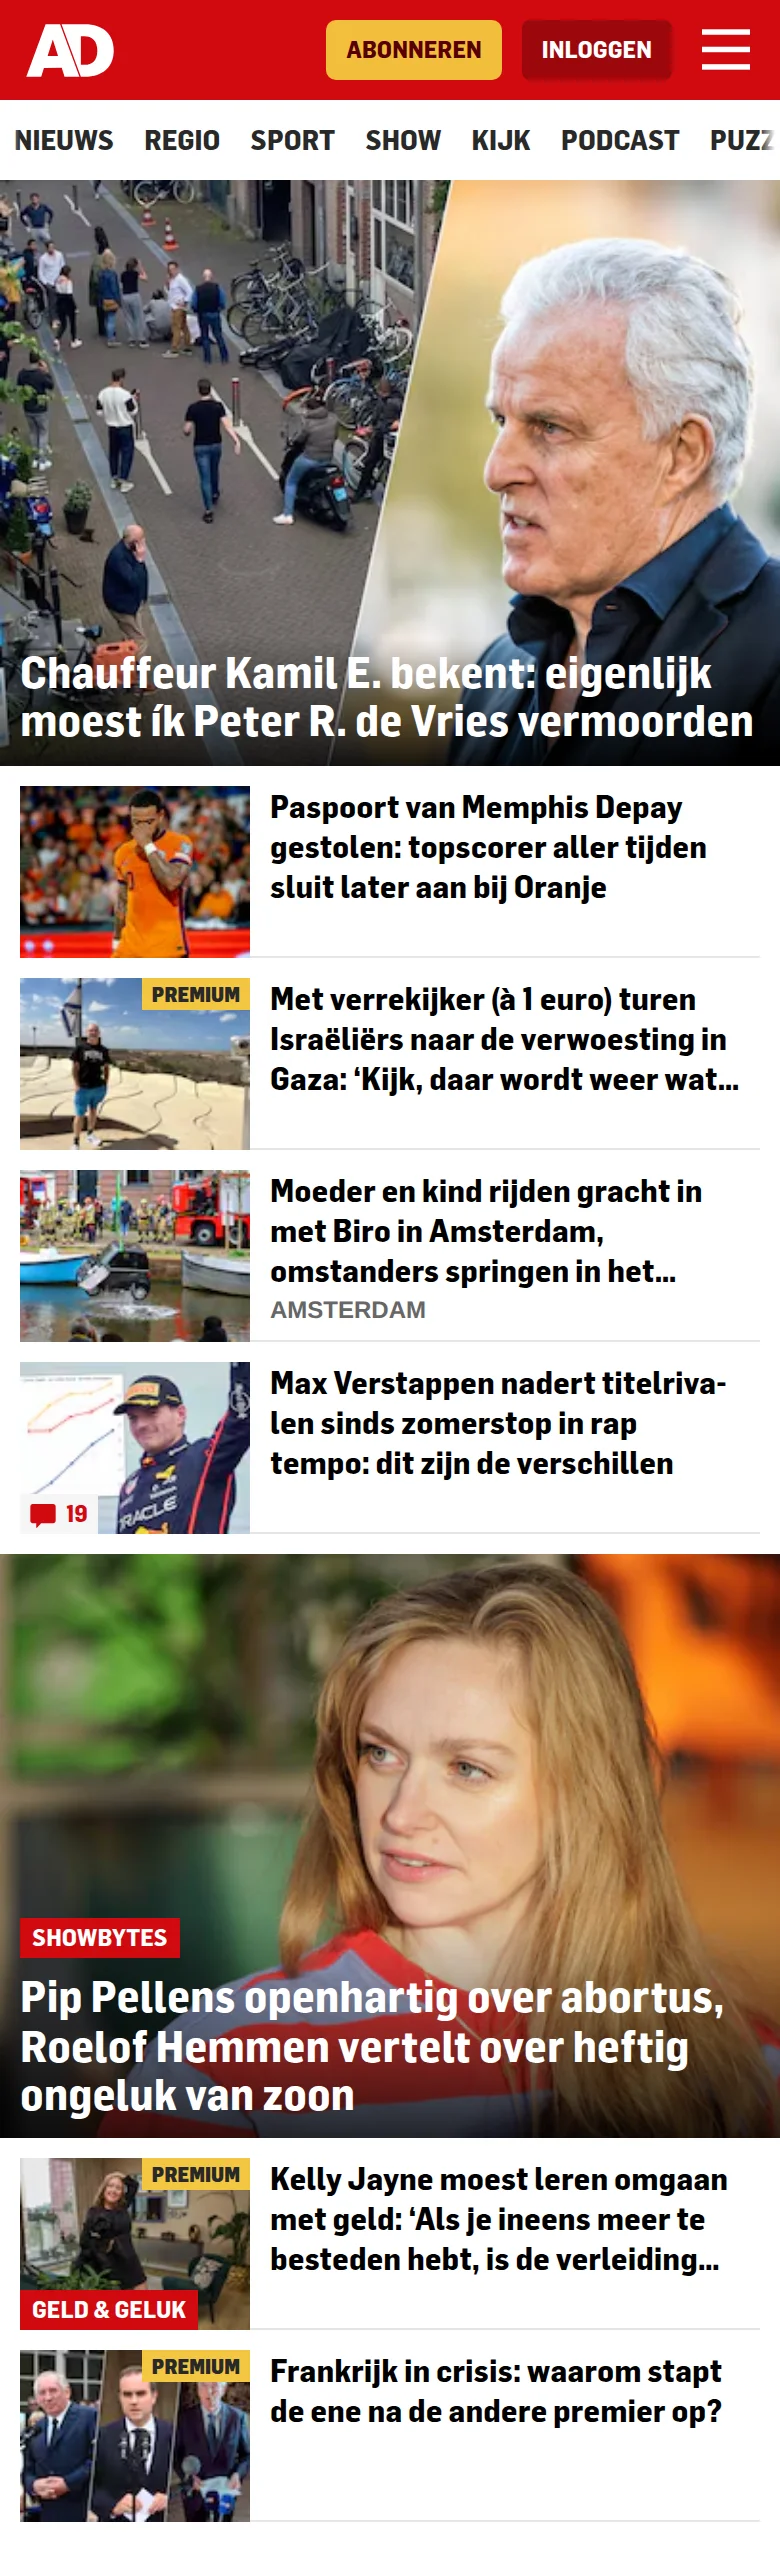 AD
ABONNEREN
INLOGGEN
NIEUWS REGIO SPORT SHOW KIJK PODCAST PUZZ
Chauffeur Kamil E. bekent: eigenlijk
moest ík Peter R. de Vries vermoorden
Paspoort van Memphis Depay
gestolen: topscorer aller tijden
sluit later aan bij Oranje
PREMIUM
Met verrekijker (à 1 euro) turen
Israëliërs naar de verwoesting in
Gaza: ‘Kijk, daar wordt weer wat...
Moeder en kind rijden gracht in
met Biro in Amsterdam,
omstanders springen in het...
AMSTERDAM
ORACLE
19
Max Verstappen nadert titelriva-
len sinds zomerstop in rap
tempo: dit zijn de verschillen
SHOWBYTES
Pip Pellens openhartig over abortus,
Roelof Hemmen vertelt over heftig
ongeluk van zoon
PREMIUM
GELD & GELUK
Kelly Jayne moest leren omgaan
met geld: ‘Als je ineens meer te
besteden hebt, is de verleiding...
PREMIUM
Frankrijk in crisis: waarom stapt
de ene na de andere premier op?